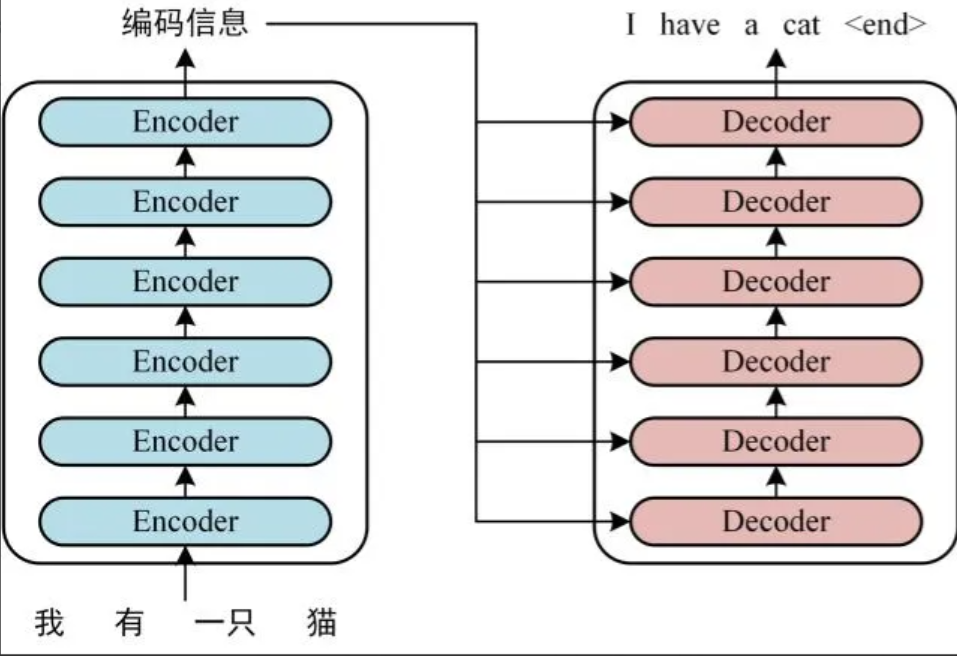 编码信息
I have a cat <end>
Encoder
Decoder
Encoder
Decoder
Encoder
Decoder
Encoder
Decoder
Encoder
Decoder
Encoder
Decoder
我 有 一只 猫